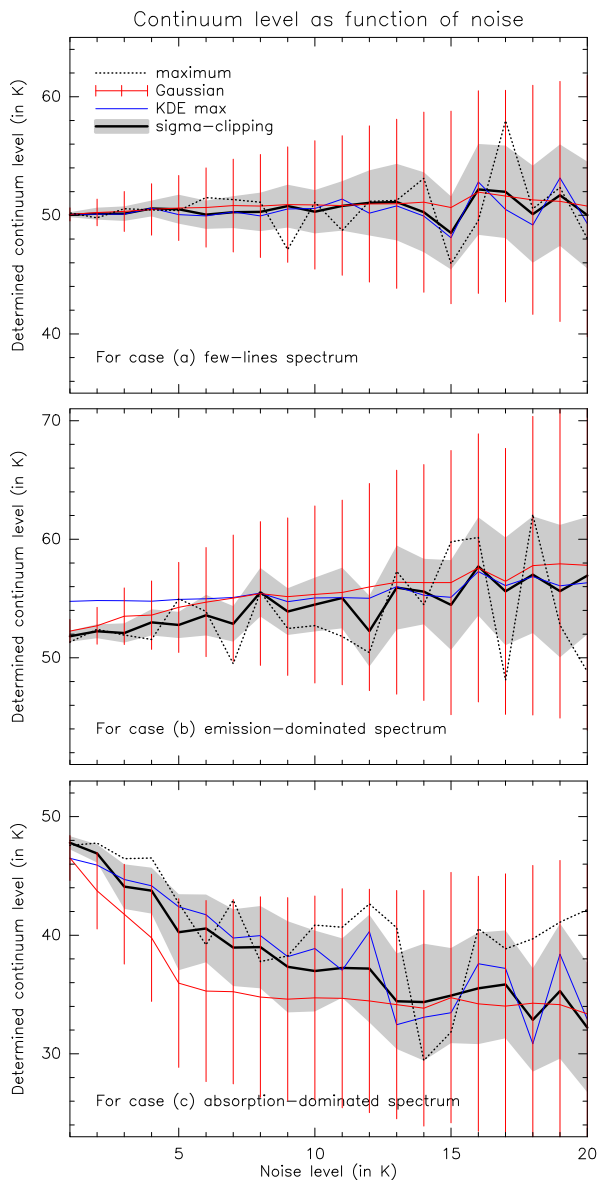 Continuum level as function of noise
maximum
Gaussian
KDE max
sigma-clipping
60
50
40
Determined continuum level (in K)
For case (a) few-lines spectrum
70
60
50
Determined continuum level (in K)
For case (b) emission-dominated spectrum
50
40
30
Determined continuum level (in K)
For case (c) absorption-dominated spectrum
5 10 15 20
Noise level (in K)